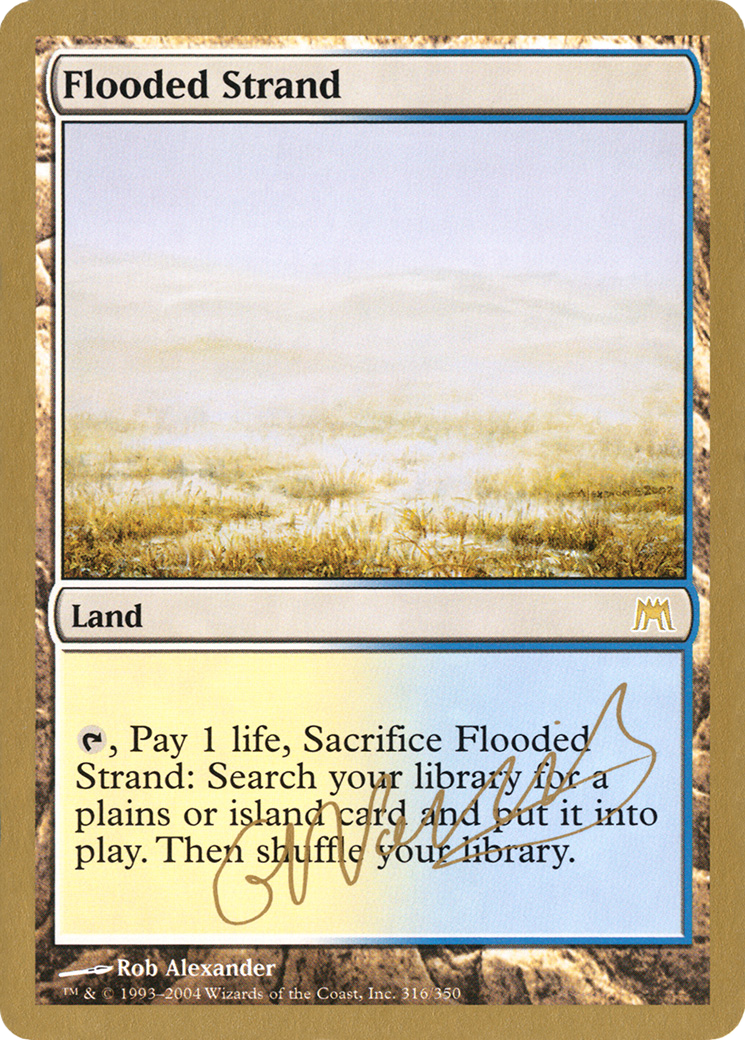 Flooded Strand
Alexander ©2002
Land
, Pay 1 life, Sacrifice Flooded
Strand: Search your library for a
plains or island card and put it into
play. Then shuffle your library.
Rob Alexander
™ & © 1993–2004 Wizards of the Coast, Inc. 316/350